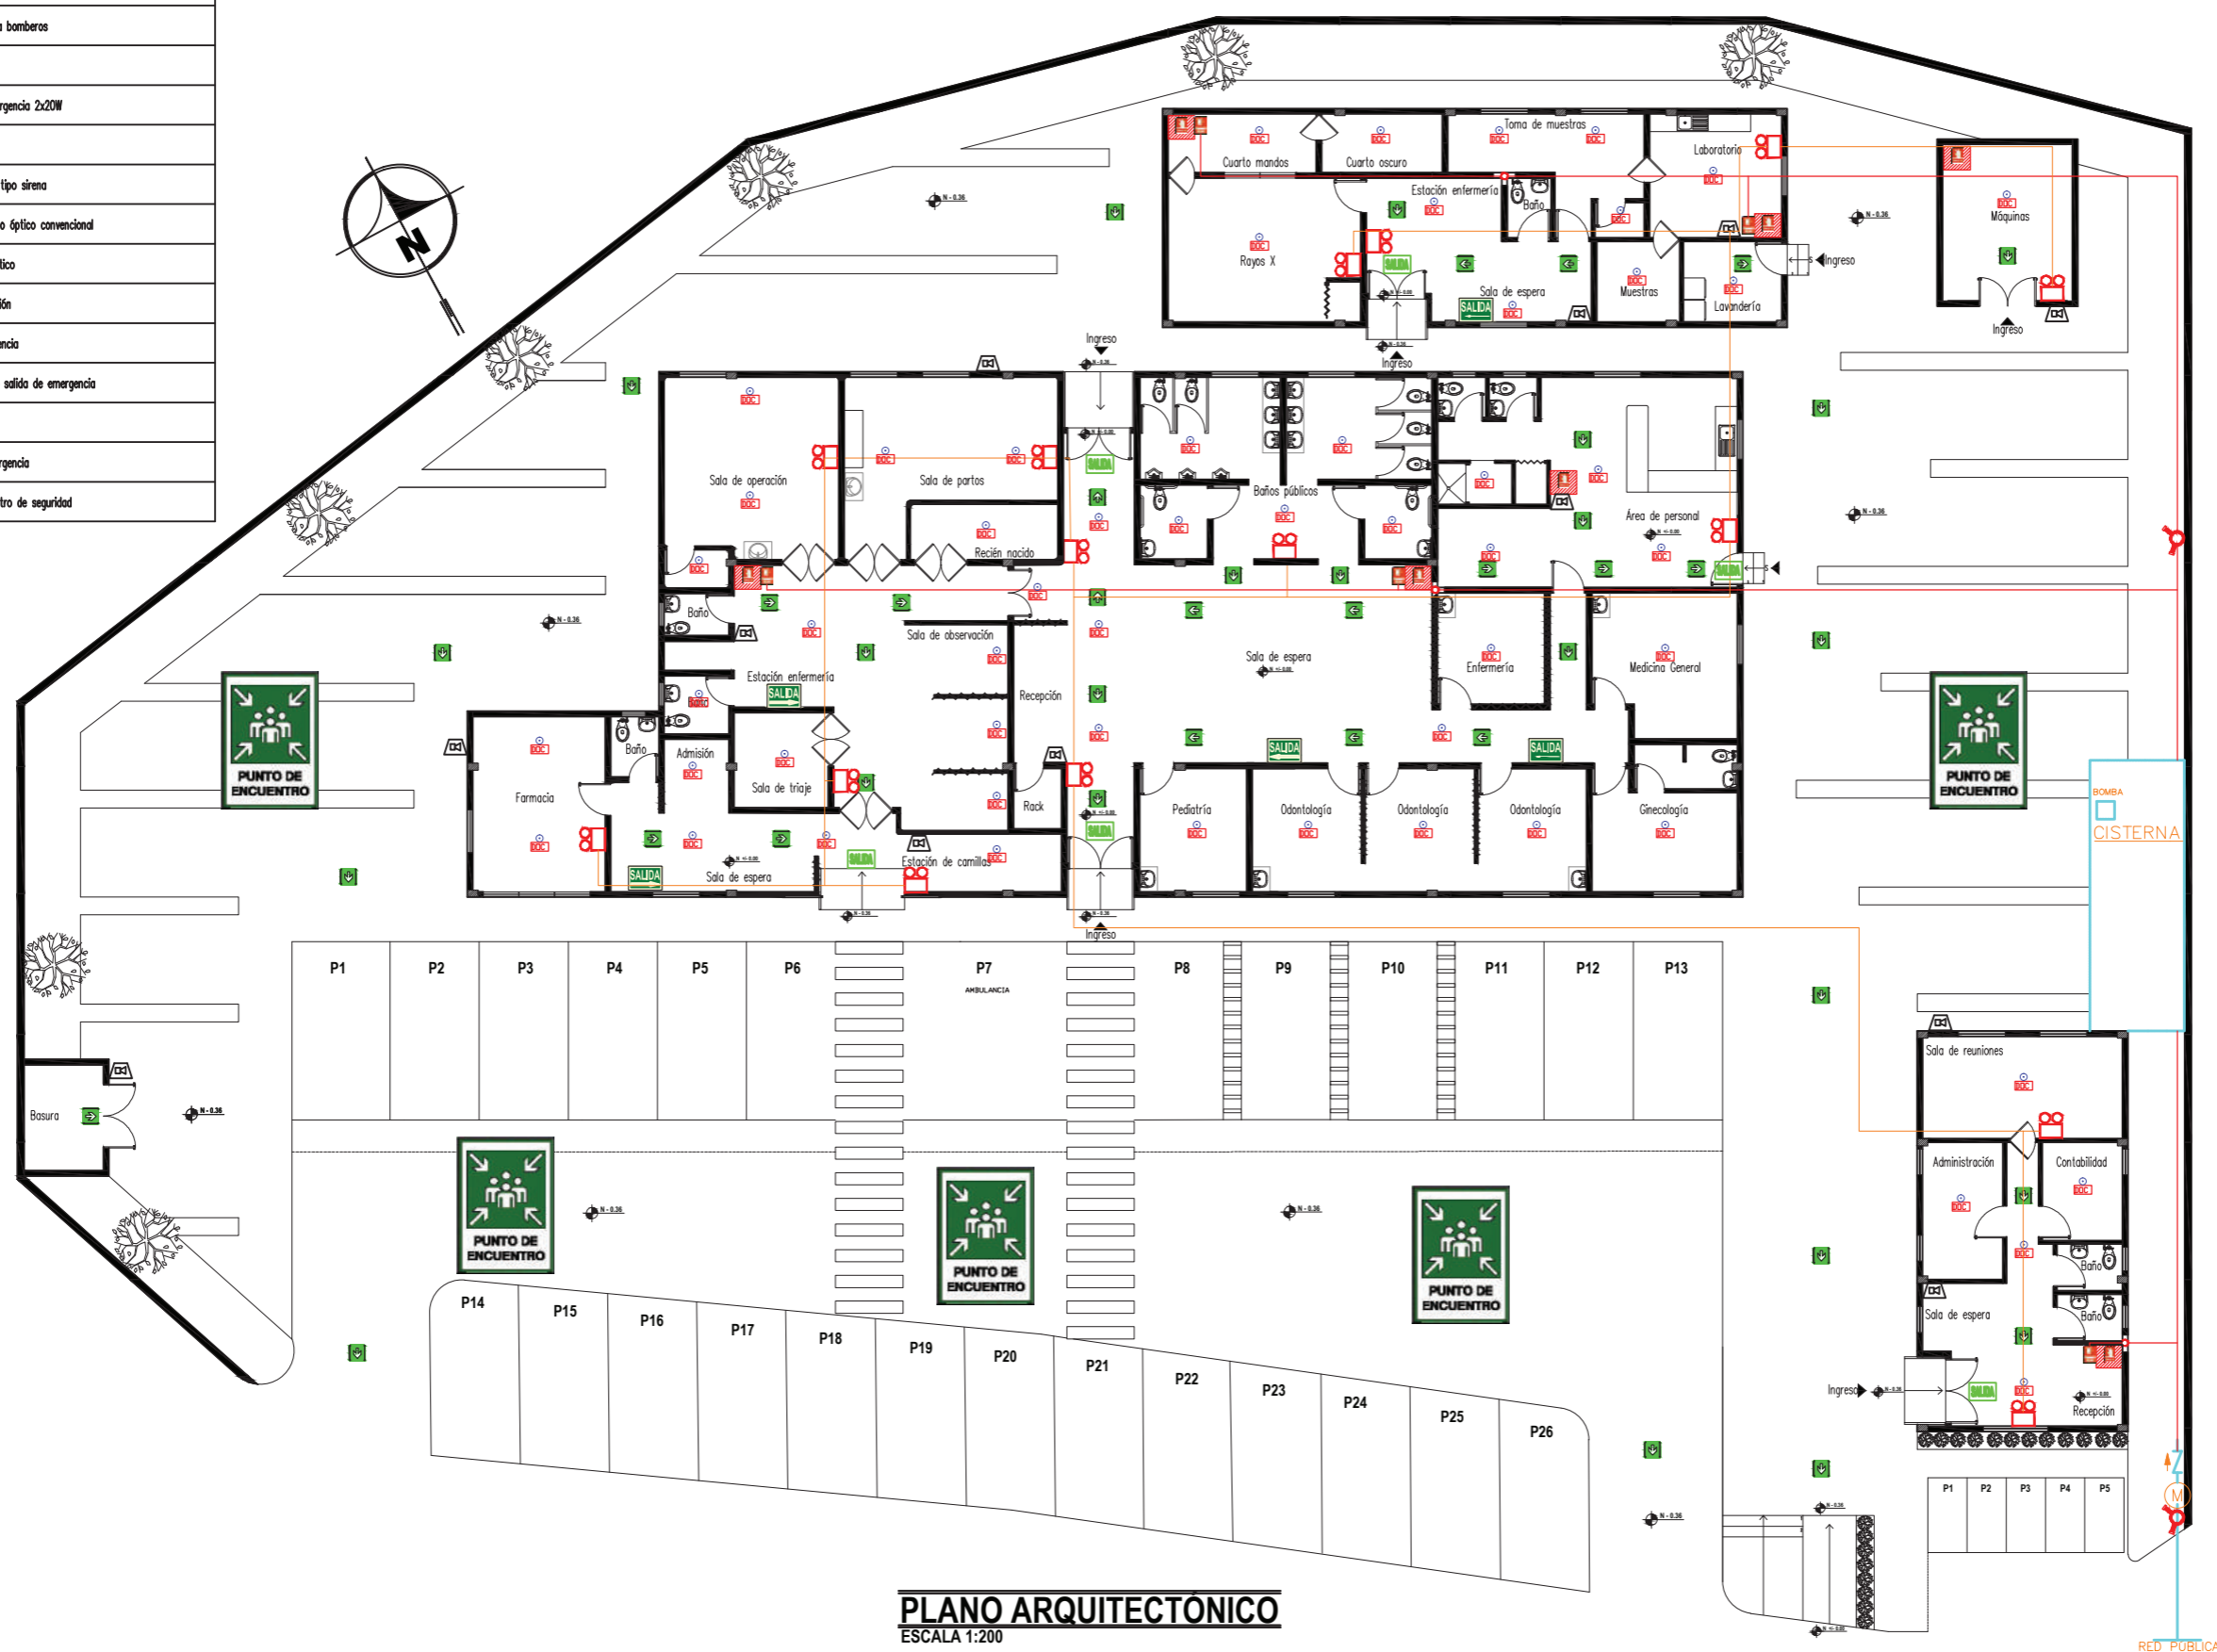 bomberos
rgencia 2x20W
tipo sirena
o óptico convencional
tico
ión
encia
salida de emergencia
rgencia
tro de seguridad
N
N - 0.36
Cuarto mandos
Cuarto oscuro
Toma de muestras
Laboratorio
Estación enfermería
Baño
Rayos X
Sala de espera
SALIDA
Muestras
Lavandería
Ingreso
Máquinas
Ingreso
Ingreso
Ingreso
Sala de operación
Sala de partos
Recién nacido
Baños públicos
Área de personal
SALIDA
DOC
Baño
Sala de observación
Estación enfermería
SALIDA
Recepción
Sala de espera
Enfermería
Medicina General
Baño
Admisión
Farmacia
Sala de triaje
Rack
SALIDA
SALIDA
Pediatría
Odontología
Odontología
Odontología
Ginecología
Estación de camillas
Sala de espera
SALIDA
Ingreso
PUNTO DE
ENCUENTRO
PUNTO DE
ENCUENTRO
BOMBA
CISTERNA
P1
P2
P3
P4
P5
P6
P7
AMBULANCIA
P8
P9
P10
P11
P12
P13
Basura
Sala de reuniones
Administración
Contabilidad
Baño
Baño
Sala de espera
Ingreso
Recepción
PUNTO DE
ENCUENTRO
PUNTO DE
ENCUENTRO
PUNTO DE
ENCUENTRO
P14
P15
P16
P17
P18
P19
P20
P21
P22
P23
P24
P25
P26
P1
P2
P3
P4
P5
M
PLANO ARQUITECTÓNICO
ESCALA 1:200
RED PUBLICA